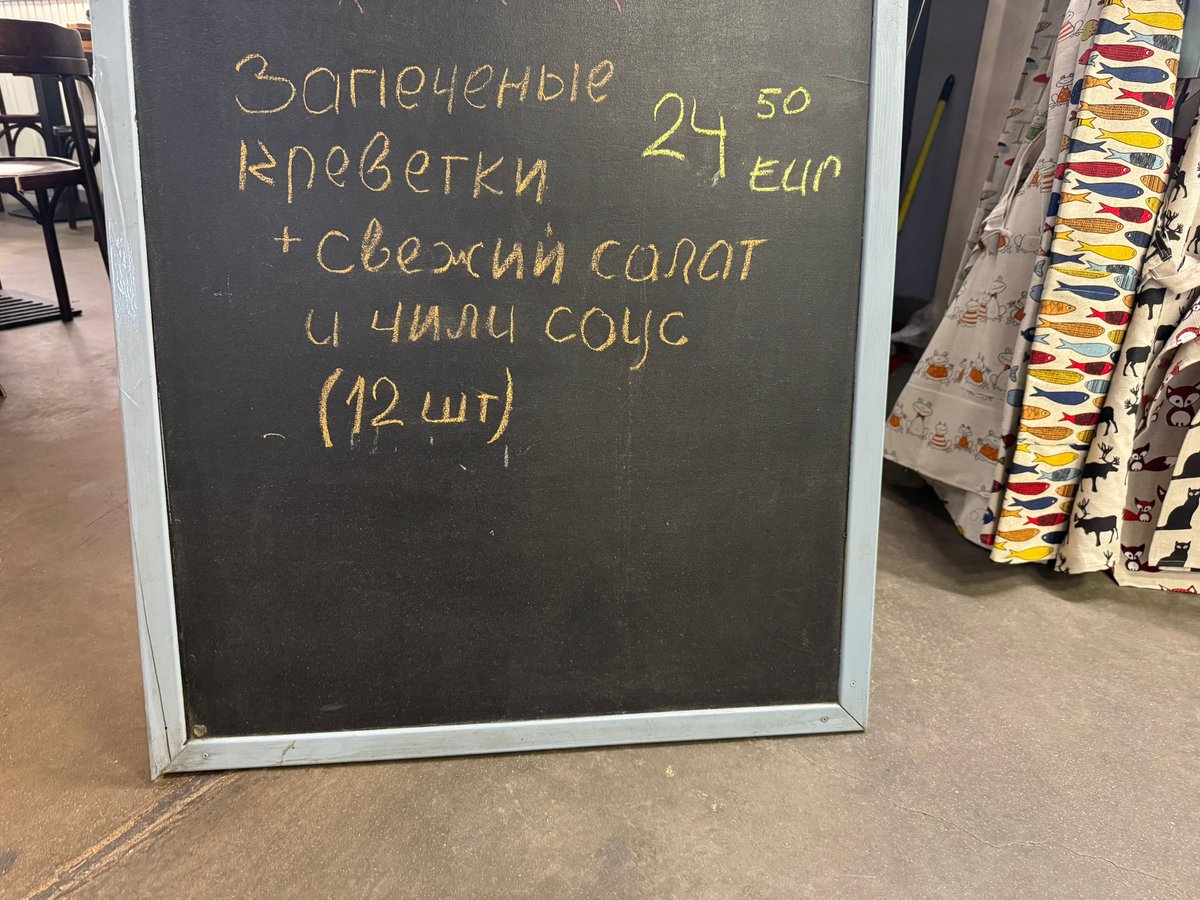 Запеченые 24 50
креветки EUR
+ свежий салат
и чили соус
(12 шт)